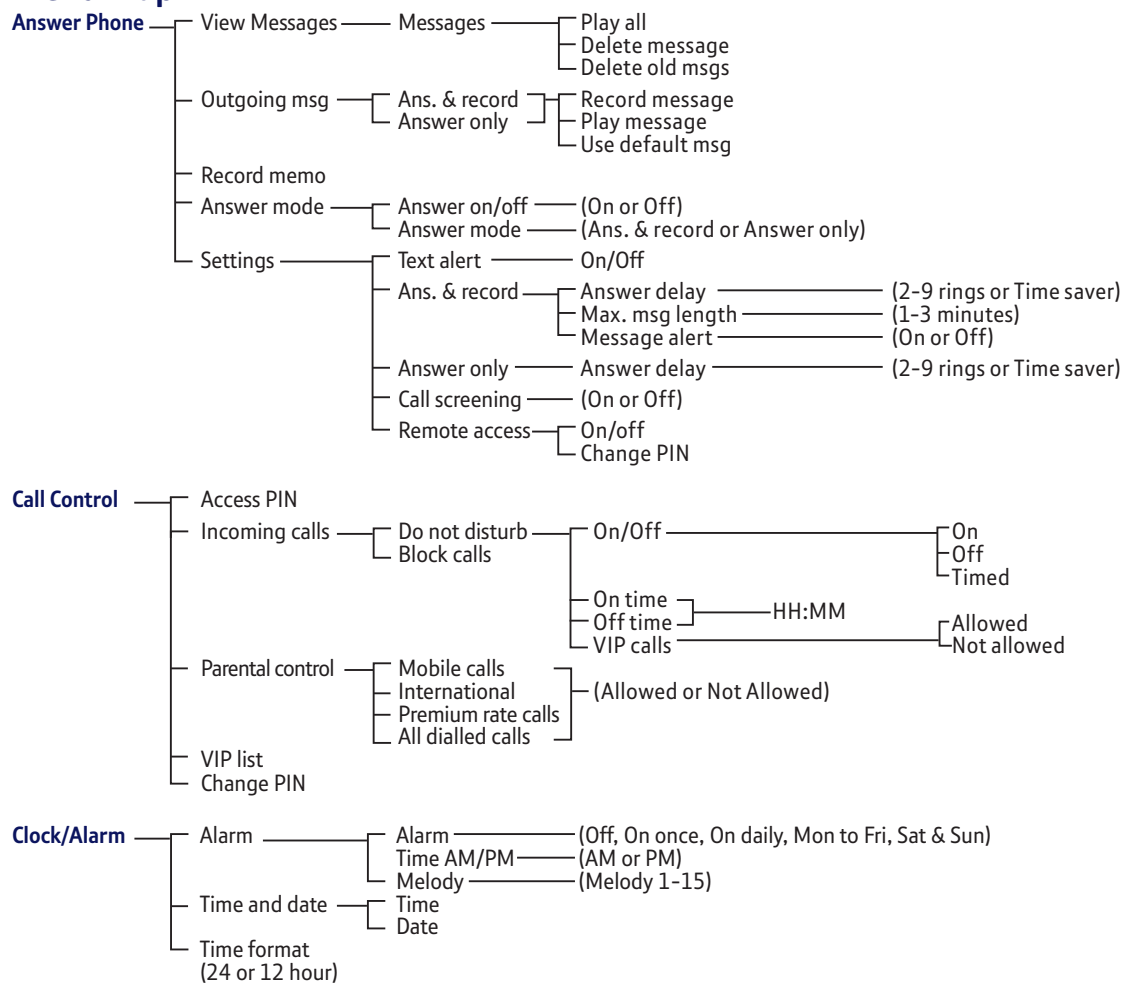 Answer Phone View Messages Messages Play all
Delete message
Delete old msgs
Outgoing msg Ans. & record Record message
Answer only Play message
Use default msg
Record memo
Answer mode Answer on/off (On or Off)
Answer mode (Ans. & record or Answer only)
Settings Text alert On/Off
Ans. & record Answer delay (2-9 rings or Time saver)
Max. msg length (1-3 minutes)
Message alert (On or Off)
Answer only Answer delay (2-9 rings or Time saver)
Call screening (On or Off)
Remote access On/off
Change PIN
Call Control Access PIN
Incoming calls Do not disturb On/Off On
Block calls Off
Timed
On time HH:MM
Off time Allowed
VIP calls Not allowed
Parental control Mobile calls
International (Allowed or Not Allowed)
Premium rate calls
All dialled calls
VIP list
Change PIN
Clock/Alarm Alarm Alarm (Off, On once, On daily, Mon to Fri, Sat & Sun)
Time AM/PM (AM or PM)
Melody (Melody 1-15)
Time and date Time
Date
Time format
(24 or 12 hour)